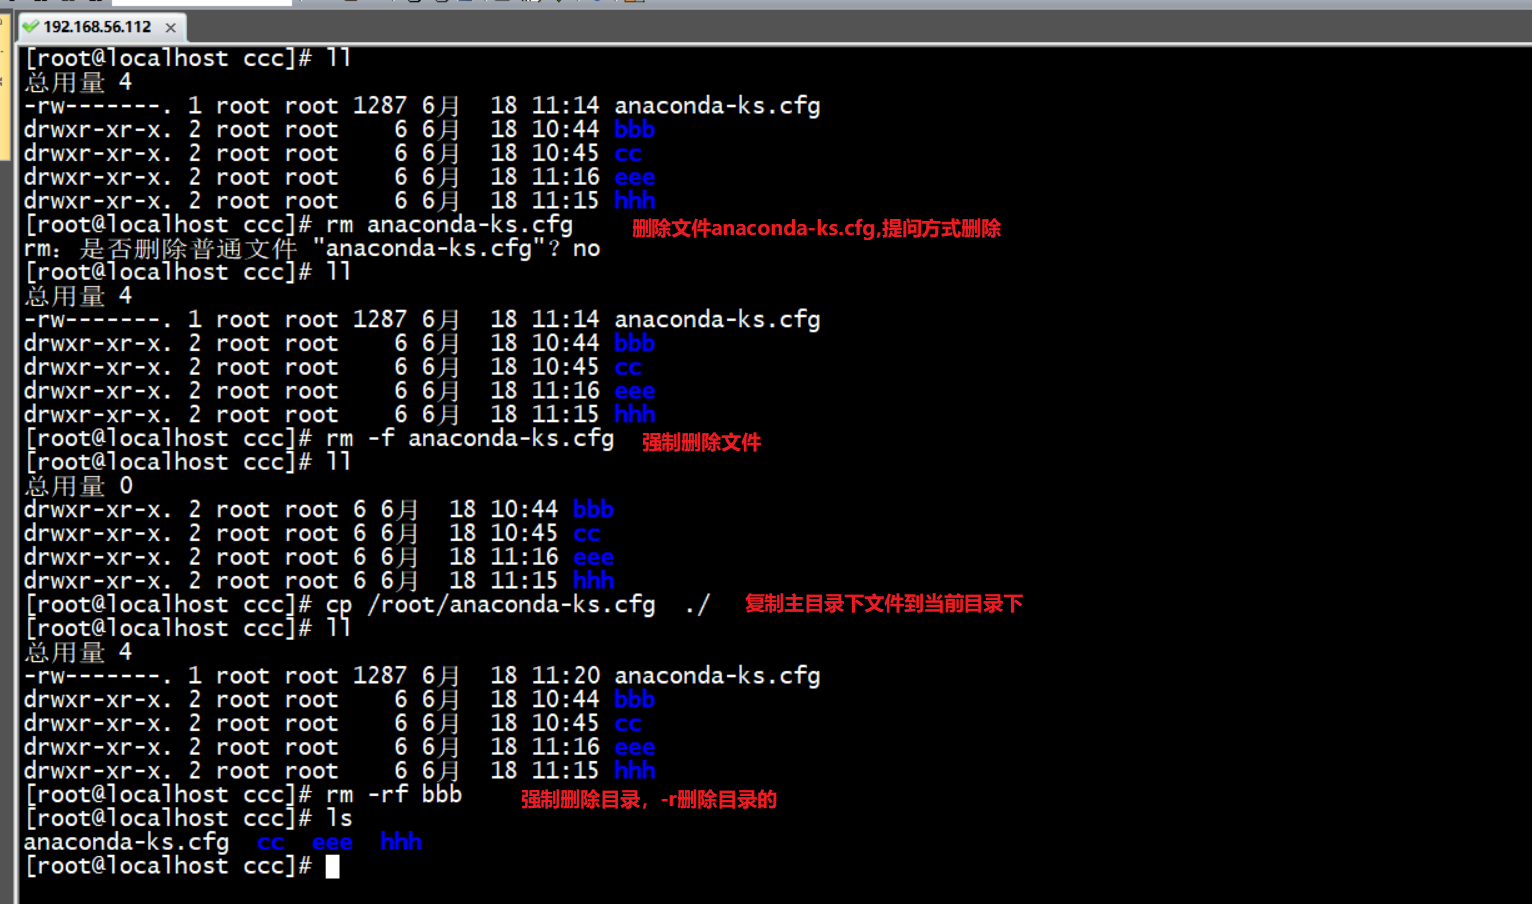 192.168.56.112
[root@localhost ccc]# ll
总用量 4
-rw-------. 1 root root 1287 6月  18 11:14 anaconda-ks.cfg
drwxr-xr-x. 2 root root    6 6月  18 10:44 bbb
drwxr-xr-x. 2 root root    6 6月  18 10:45 cc
drwxr-xr-x. 2 root root    6 6月  18 11:16 eee
drwxr-xr-x. 2 root root    6 6月  18 11:15 hhh
[root@localhost ccc]# rm anaconda-ks.cfg 删除文件anaconda-ks.cfg,提问方式删除
rm: 是否删除普通文件 "anaconda-ks.cfg"? no
[root@localhost ccc]# ll
总用量 4
-rw-------. 1 root root 1287 6月  18 11:14 anaconda-ks.cfg
drwxr-xr-x. 2 root root    6 6月  18 10:44 bbb
drwxr-xr-x. 2 root root    6 6月  18 10:45 cc
drwxr-xr-x. 2 root root    6 6月  18 11:16 eee
drwxr-xr-x. 2 root root    6 6月  18 11:15 hhh
[root@localhost ccc]# rm -f anaconda-ks.cfg 强制删除文件
[root@localhost ccc]# ll
总用量 0
drwxr-xr-x. 2 root root 6 6月  18 10:44 bbb
drwxr-xr-x. 2 root root 6 6月  18 10:45 cc
drwxr-xr-x. 2 root root 6 6月  18 11:16 eee
drwxr-xr-x. 2 root root 6 6月  18 11:15 hhh
[root@localhost ccc]# cp /root/anaconda-ks.cfg  ./ 复制主目录下文件到当前目录下
[root@localhost ccc]# ll
总用量 4
-rw-------. 1 root root 1287 6月  18 11:20 anaconda-ks.cfg
drwxr-xr-x. 2 root root    6 6月  18 10:44 bbb
drwxr-xr-x. 2 root root    6 6月  18 10:45 cc
drwxr-xr-x. 2 root root    6 6月  18 11:16 eee
drwxr-xr-x. 2 root root    6 6月  18 11:15 hhh
[root@localhost ccc]# rm -rf bbb 强制删除目录，-r删除目录的
[root@localhost ccc]# ls
anaconda-ks.cfg  cc  eee  hhh
[root@localhost ccc]#